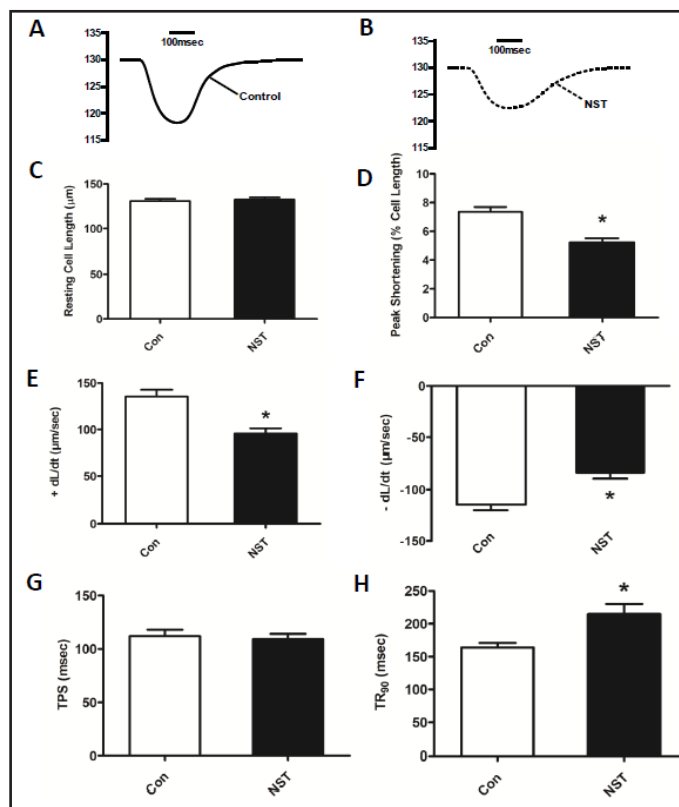 A
100msec
135
130
125
120
115
Control
B
100msec
135
130
125
120
115
NST
C
Resting Cell Length (μm)
150
100
50
0
Con
NST
D
Peak Shortening (% Cell Length)
10
8
6
4
2
0
*
Con
NST
E
+ dL/dt (μm/sec)
150
100
50
0
*
Con
NST
F
- dL/dt (μm/sec)
0
-50
-100
-150
*
Con
NST
G
TPS (msec)
150
100
50
0
Con
NST
H
TR₉₀ (msec)
250
200
150
100
50
0
*
Con
NST